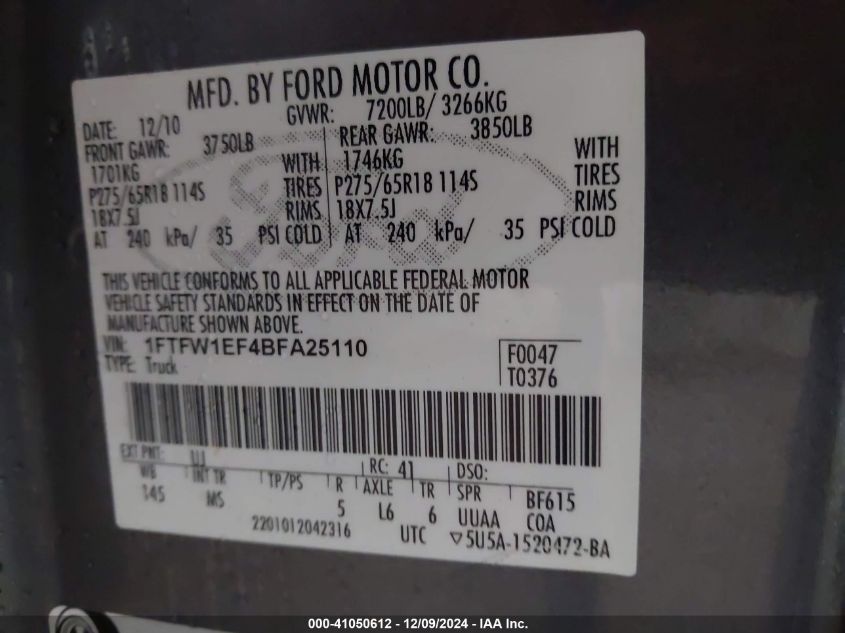 MFD. BY FORD MOTOR CO.
DATE: 12/10 GVWR: 7200LB/ 3266KG
FRONT GAWR: 3750LB REAR GAWR: 3850LB
1701KG WITH 1746KG WITH
P275/65R18 114S TIRES P275/65R18 114S TIRES
18X7.5J RIMS 18X7.5J RIMS
AT 240 kPa/ 35 PSI COLD AT 240 kPa/ 35 PSI COLD
THIS VEHICLE CONFORMS TO ALL APPLICABLE FEDERAL MOTOR
VEHICLE SAFETY STANDARDS IN EFFECT ON THE DATE OF
MANUFACTURE SHOWN ABOVE.
VIN: 1FTFW1EF4BFA25110
TYPE: Truck
F0047
T0376
EXT PNT: UJ RC: 41 DSO:
WB INT TR TP/PS R AXLE TR SPR BF615
145 MS 5 L6 6 UUAA COA
2201012042316 UTC ▽5U5A-1520472-BA
000-41050612 - 12/09/2024 - IAA Inc.